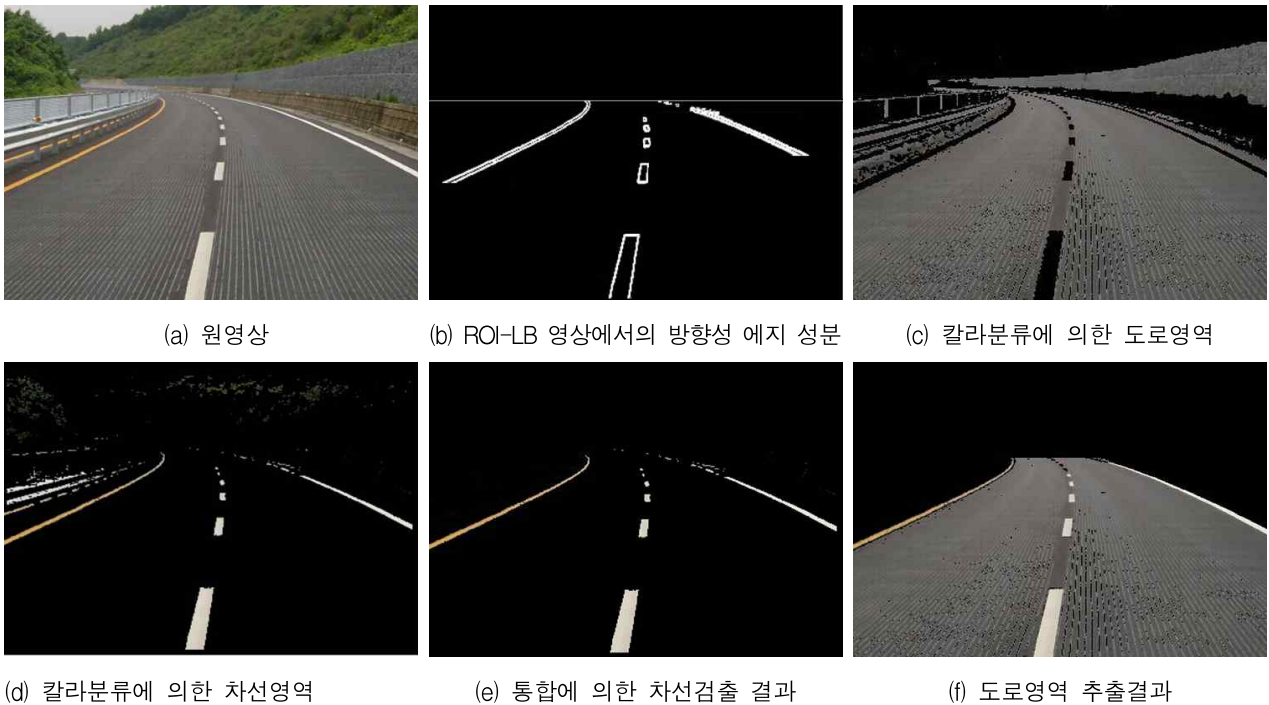 (a) 원영상
(b) ROI-LB 영상에서의 방향성 에지 성분
(c) 칼라분류에 의한 도로영역
(d) 칼라분류에 의한 차선영역
(e) 통합에 의한 차선검출 결과
(f) 도로영역 추출결과